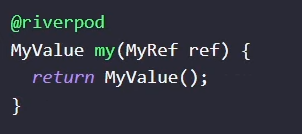 @riverpod
MyValue my(MyRef ref) {
  return MyValue();
}